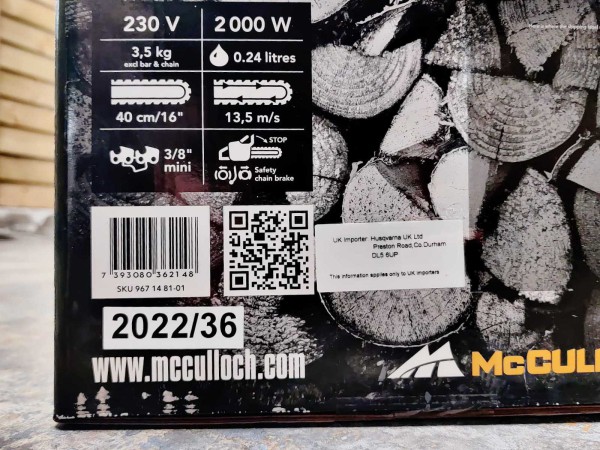 230 V
2 000 W
3,5 kg
excl bar & chain
0.24 litres
40 cm/16"
13,5 m/s
3/8"
mini
STOP
Safety
chain brake
7 393080 362148
SKU 967 14 81-01
UK Importer Husqvarna UK Ltd
Preston Road,Co.Durham
DL5 6UP
This information applies only to UK importers
2022/36
www.mcculloch.com
McCULL